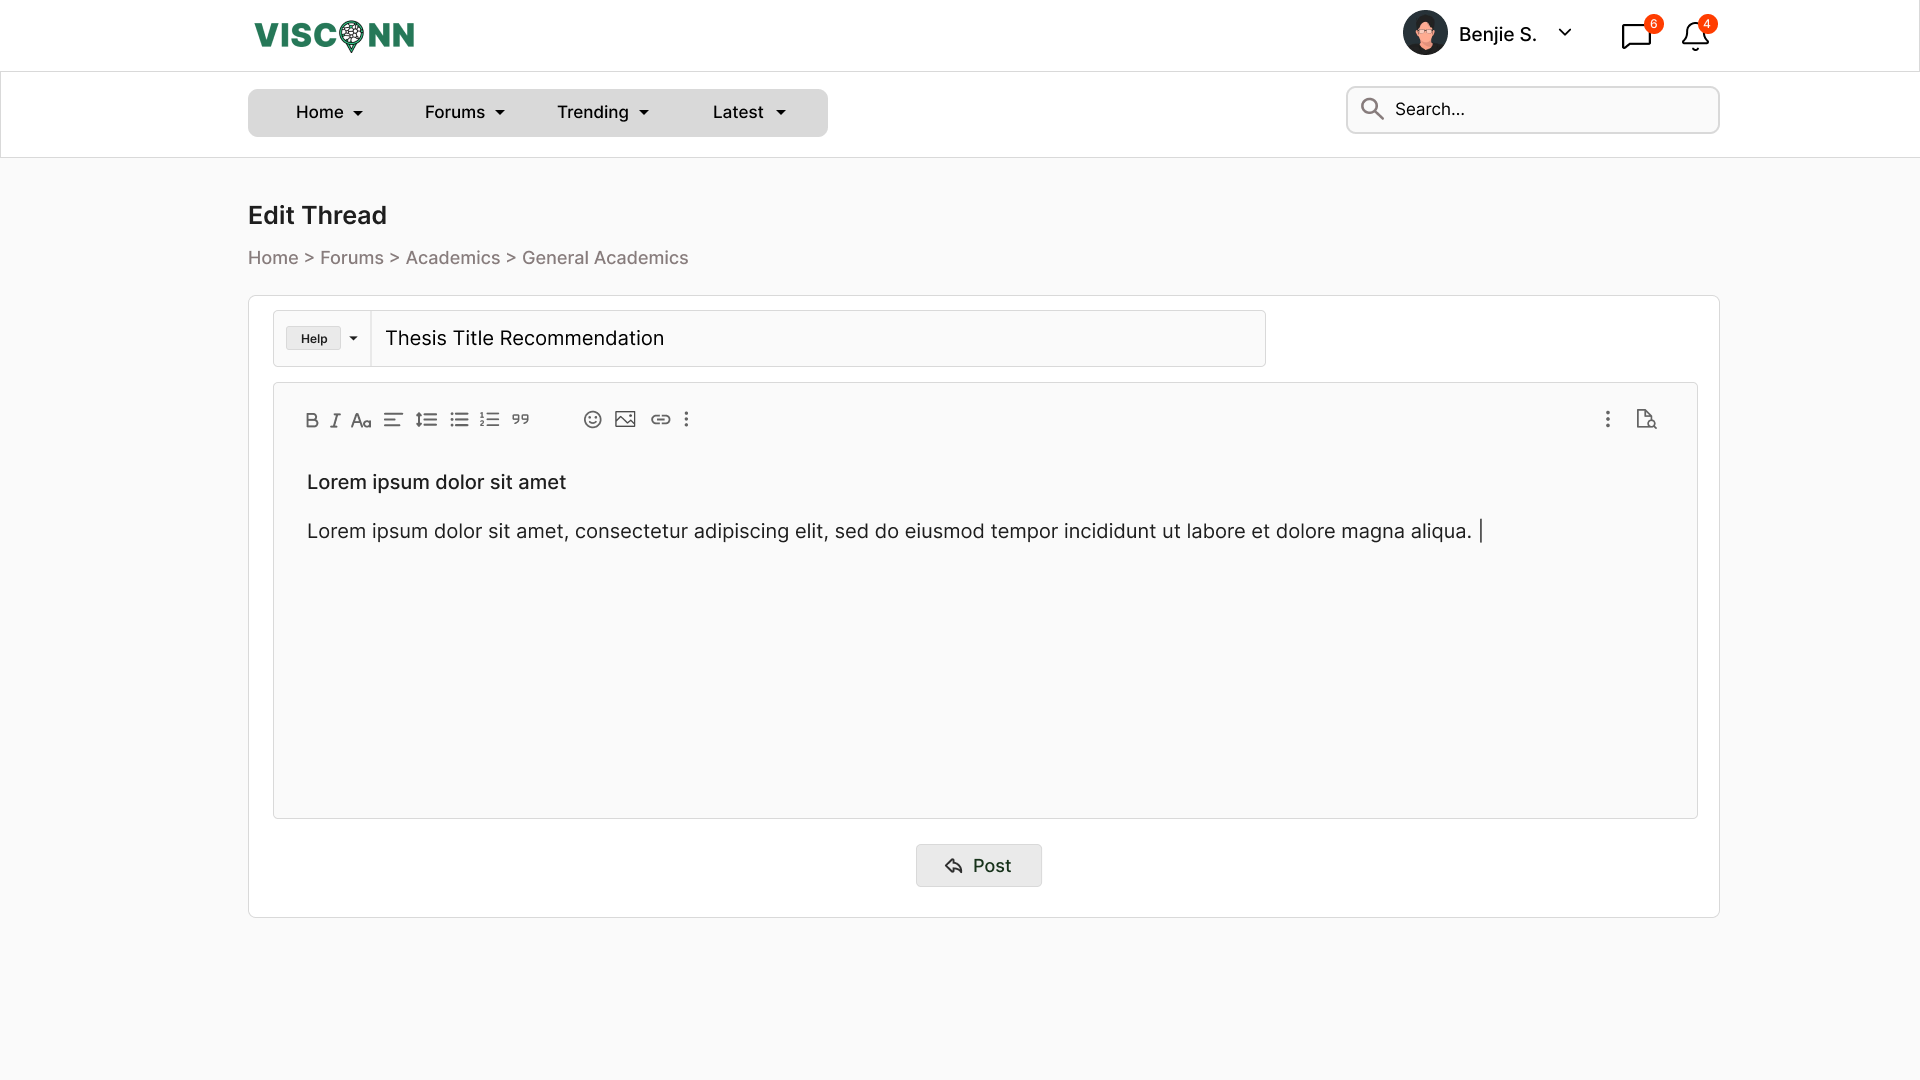 VISCONN
Benjie S.
6
4
Home
Forums
Trending
Latest
Search...
Edit Thread
Home > Forums > Academics > General Academics
Help
Thesis Title Recommendation
B I Aa
Lorem ipsum dolor sit amet
Lorem ipsum dolor sit amet, consectetur adipiscing elit, sed do eiusmod tempor incididunt ut labore et dolore magna aliqua.
Post